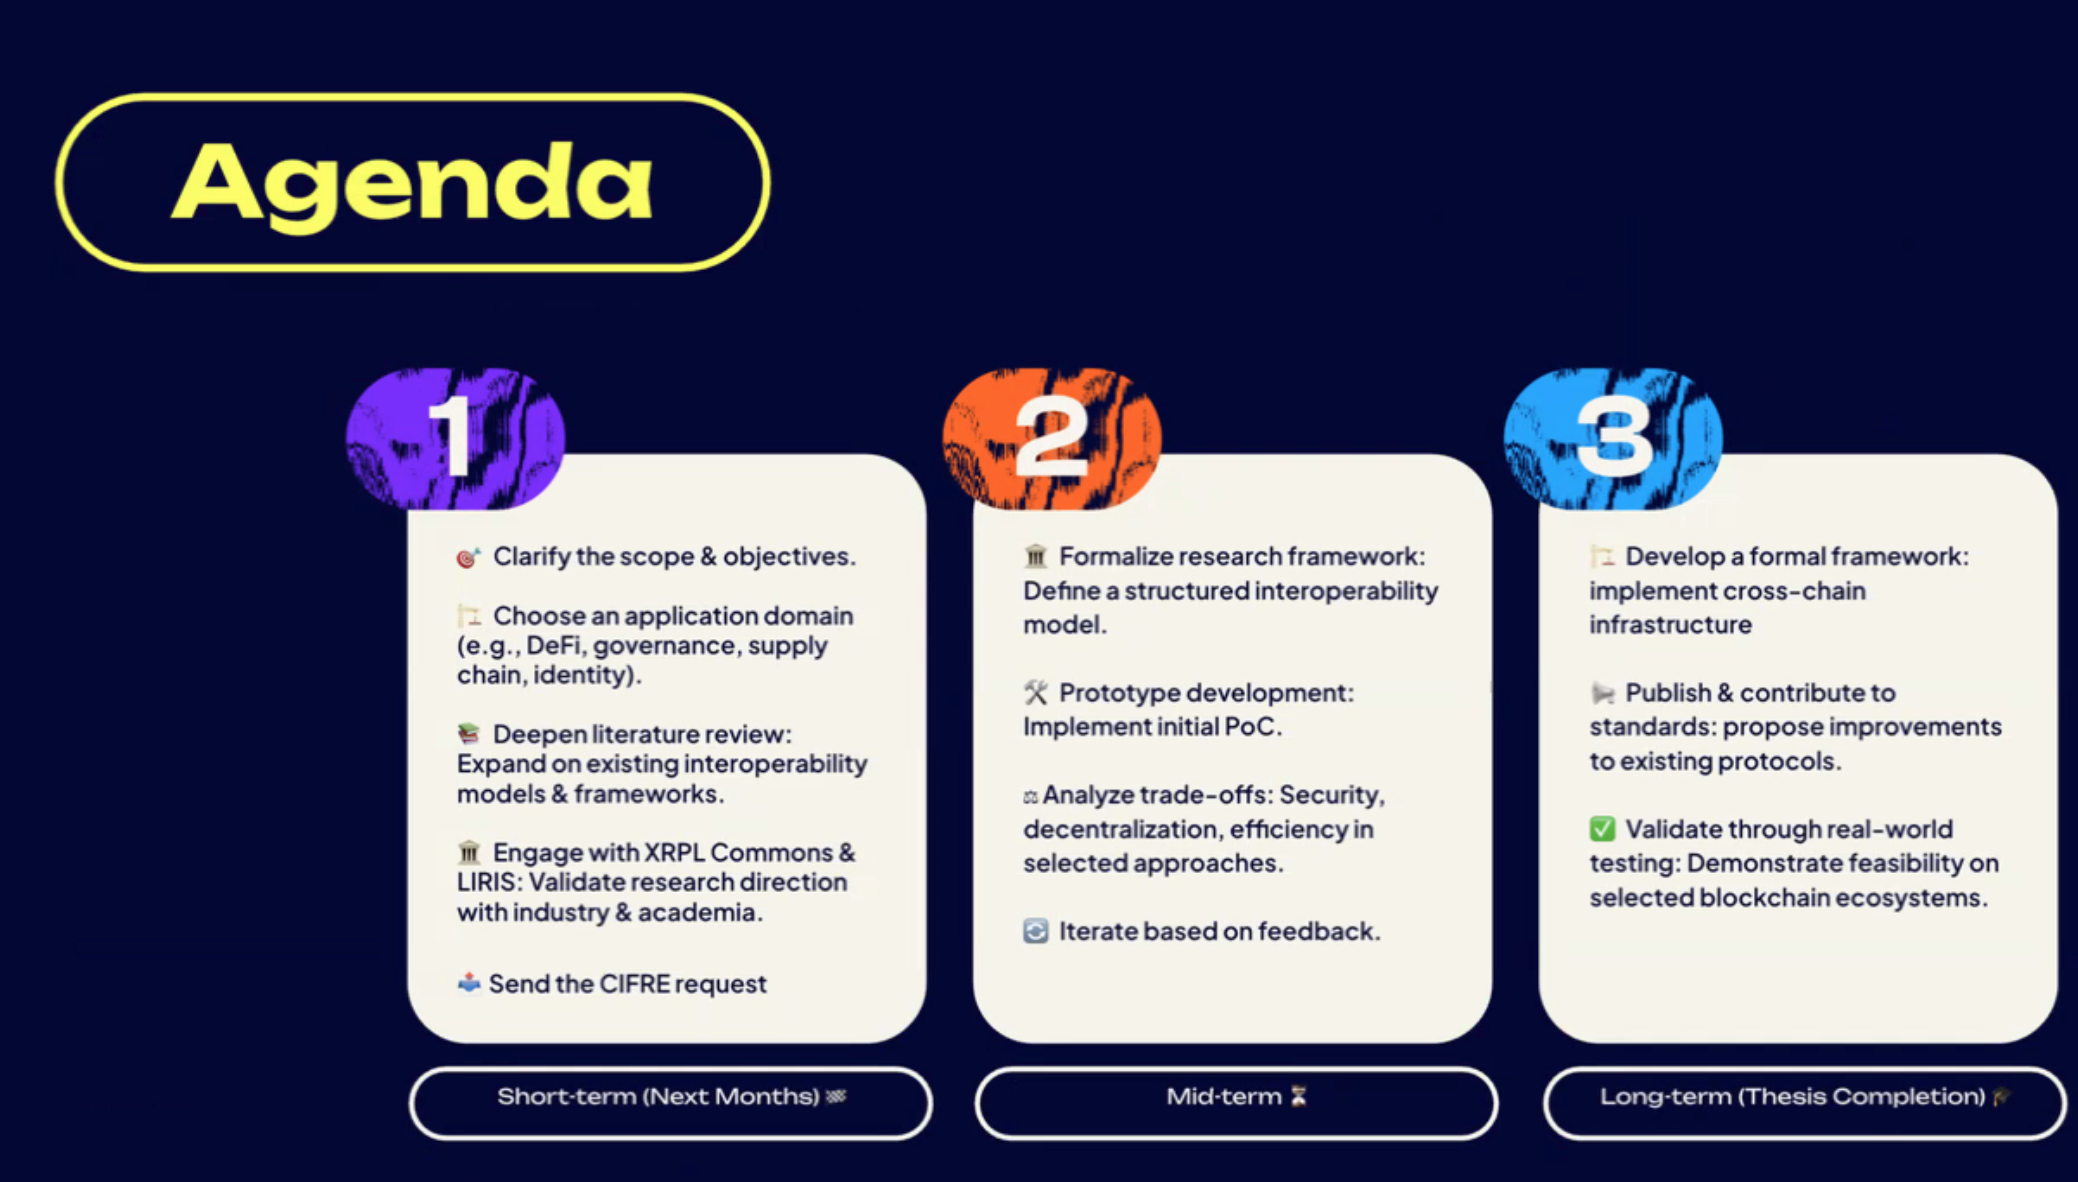 Agenda
1
🎯 Clarify the scope & objectives.
🏗️ Choose an application domain
(e.g., DeFi, governance, supply
chain, identity).
📚 Deepen literature review:
Expand on existing interoperability
models & frameworks.
🏛️ Engage with XRPL Commons &
LIRIS: Validate research direction
with industry & academia.
📤 Send the CIFRE request
Short-term (Next Months) 🏁
2
🏛️ Formalize research framework:
Define a structured interoperability
model.
🛠️ Prototype development:
Implement initial PoC.
⚖ Analyze trade-offs: Security,
decentralization, efficiency in
selected approaches.
🔄 Iterate based on feedback.
Mid-term ⏳
3
🏗️ Develop a formal framework:
implement cross-chain
infrastructure
📢 Publish & contribute to
standards: propose improvements
to existing protocols.
✅ Validate through real-world
testing: Demonstrate feasibility on
selected blockchain ecosystems.
Long-term (Thesis Completion) 🎓